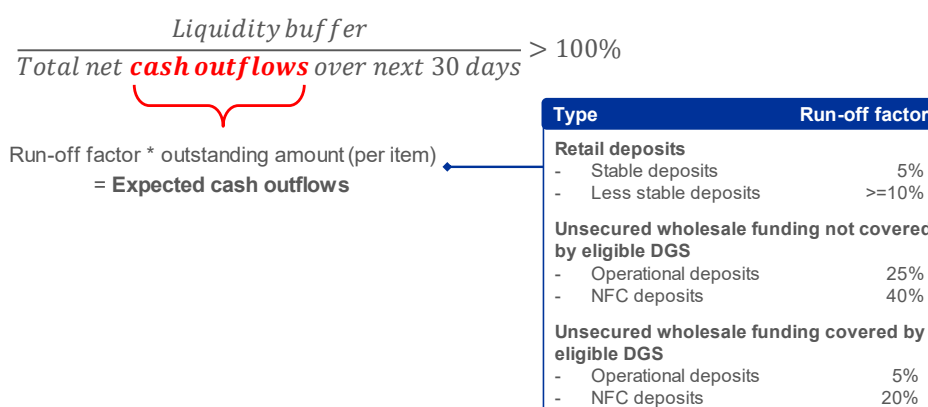 Liquidity buffer
Total net cash outflows over next 30 days
> 100%
Run-off factor * outstanding amount (per item)
= Expected cash outflows
Type Run-off factor
Retail deposits
- Stable deposits 5%
- Less stable deposits >=10%
Unsecured wholesale funding not covered
by eligible DGS
- Operational deposits 25%
- NFC deposits 40%
Unsecured wholesale funding covered by
eligible DGS
- Operational deposits 5%
- NFC deposits 20%